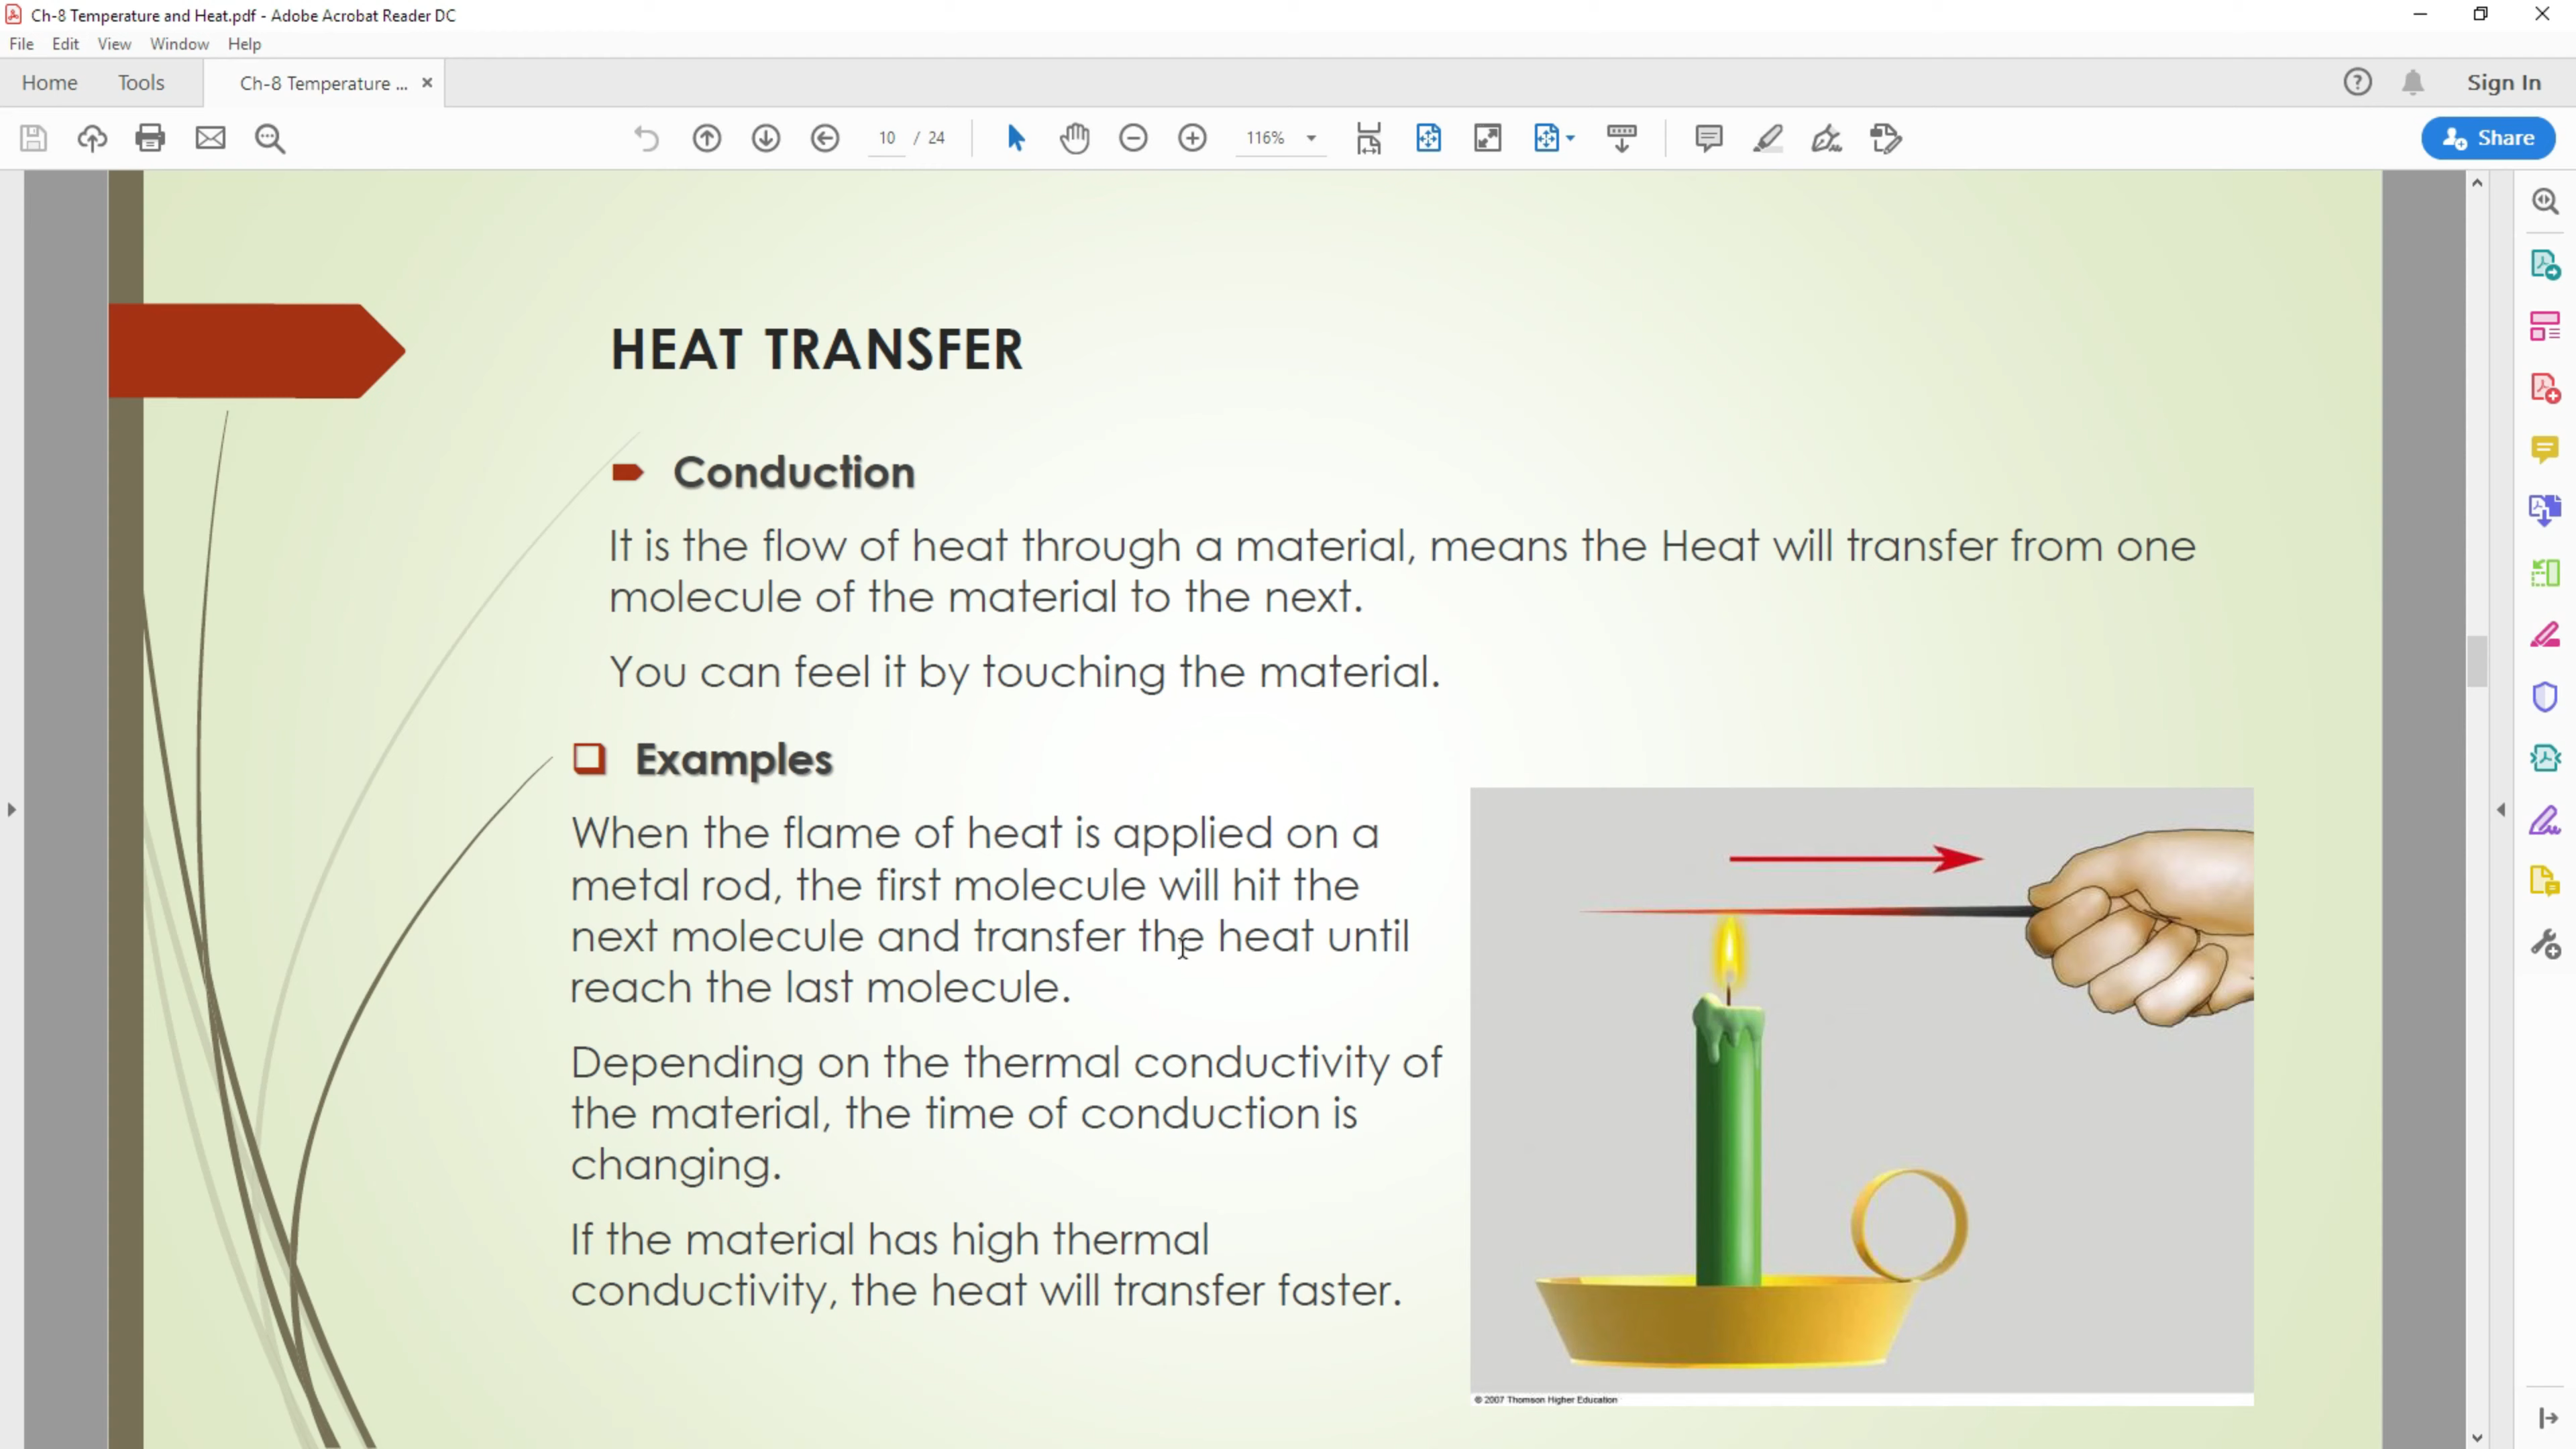 Ch-8 Temperature and Heat.pdf - Adobe Acrobat Reader DC
File Edit View Window Help
Home Tools Ch-8 Temperature ... Sign In
10 / 24 116% Share
HEAT TRANSFER
Conduction
It is the flow of heat through a material, means the Heat will transfer from one
molecule of the material to the next.
You can feel it by touching the material.
Examples
When the flame of heat is applied on a
metal rod, the first molecule will hit the
next molecule and transfer the heat until
reach the last molecule.
Depending on the thermal conductivity of
the material, the time of conduction is
changing.
If the material has high thermal
conductivity, the heat will transfer faster.
© 2007 Thomson Higher Education